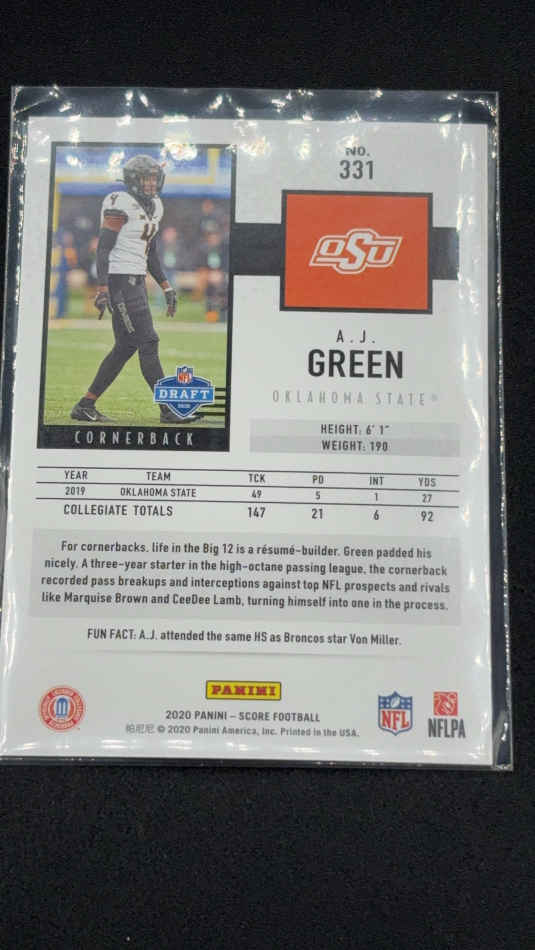 No.
331
OSU
A.J.
GREEN
OKLAHOMA STATE®
NFL
DRAFT
2020
CORNERBACK
HEIGHT: 6' 1"
WEIGHT: 190
YEAR TEAM TCK PD INT YDS
2019 OKLAHOMA STATE 49 5 1 27
COLLEGIATE TOTALS 147 21 6 92
For cornerbacks, life in the Big 12 is a résumé-builder. Green padded his
nicely. A three-year starter in the high-octane passing league, the cornerback
recorded pass breakups and interceptions against top NFL prospects and rivals
like Marquise Brown and CeeDee Lamb, turning himself into one in the process.
FUN FACT: A.J. attended the same HS as Broncos star Von Miller.
PANINI
2020 PANINI – SCORE FOOTBALL
帕尼尼 © 2020 Panini America, Inc. Printed in the USA.
NFL
NFLPA